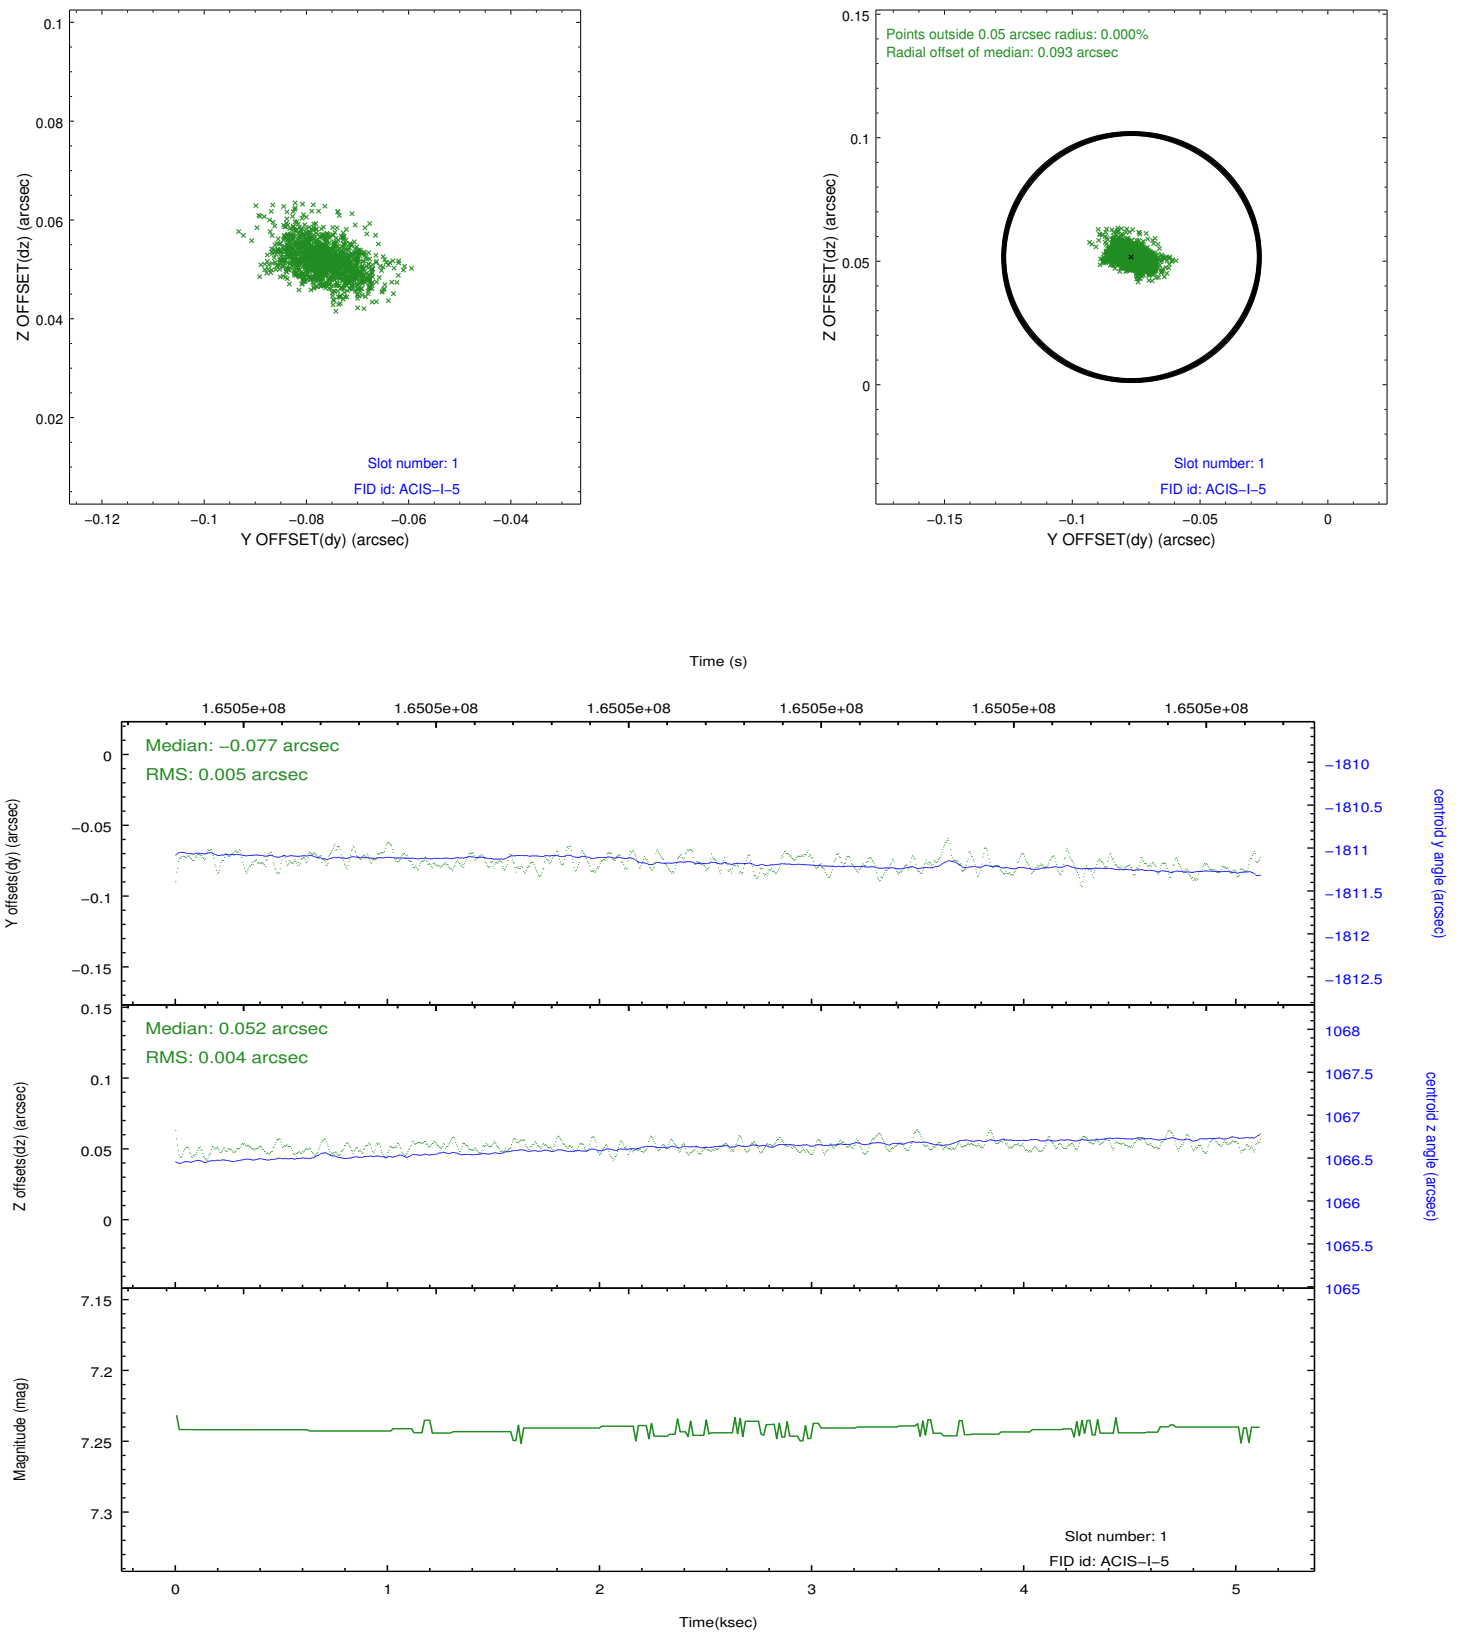 0.1
0.08
0.06
0.04
0.02
Z OFFSET(dz) (arcsec)
Slot number: 1
FID id: ACIS−I−5
−0.12 −0.1 −0.08 −0.06 −0.04
Y OFFSET(dy) (arcsec)
Points outside 0.05 arcsec radius: 0.000%
Radial offset of median: 0.093 arcsec
0.15
0.1
0.05
0
Z OFFSET(dz) (arcsec)
Slot number: 1
FID id: ACIS−I−5
−0.15 −0.1 −0.05 0
Y OFFSET(dy) (arcsec)
Time (s)
1.6505e+08 1.6505e+08 1.6505e+08 1.6505e+08 1.6505e+08 1.6505e+08
Median: −0.077 arcsec
RMS: 0.005 arcsec
0
−0.05
−0.1
−0.15
Y offsets(dy) (arcsec)
−1810
−1810.5
−1811
−1811.5
−1812
−1812.5
centroid y angle (arcsec)
Median: 0.052 arcsec
RMS: 0.004 arcsec
0.15
0.1
0.05
0
Z offsets(dz) (arcsec)
1068
1067.5
1067
1066.5
1066
1065.5
1065
centroid z angle (arcsec)
7.15
7.2
7.25
7.3
Magnitude (mag)
Slot number: 1
FID id: ACIS−I−5
0 1 2 3 4 5
Time(ksec)